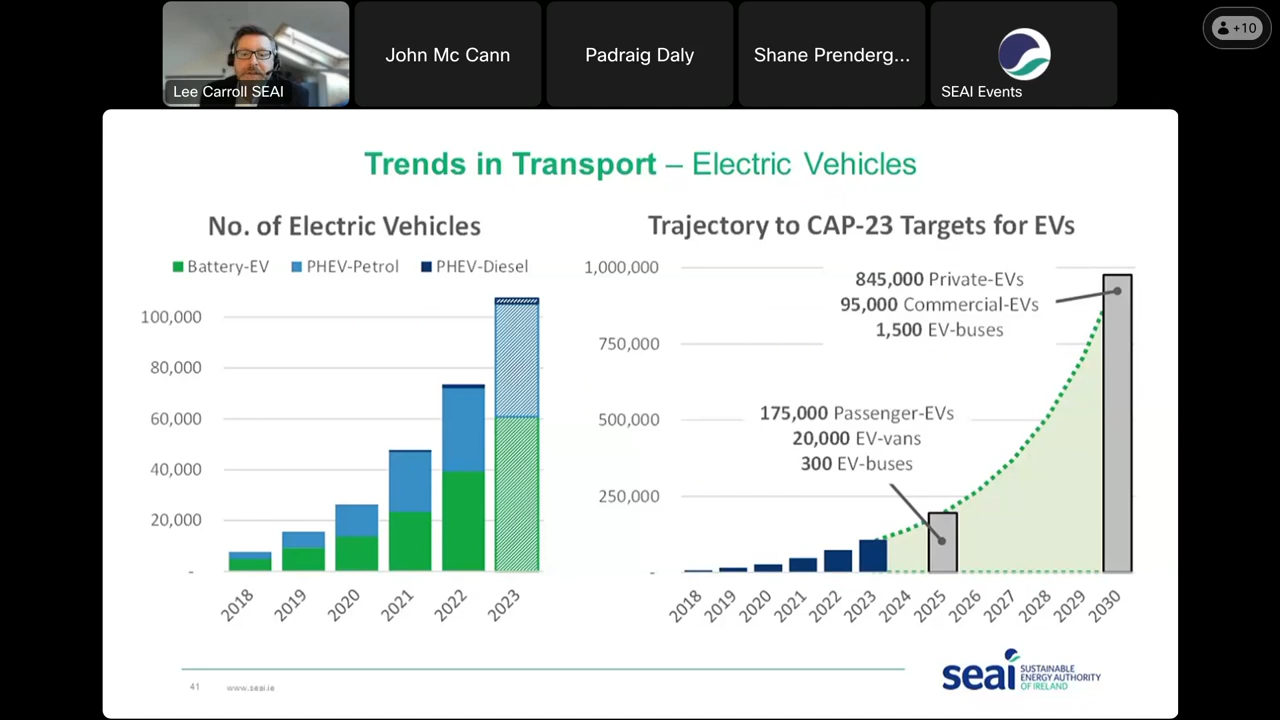 +10
Lee Carroll SEAI
John Mc Cann
Padraig Daly
Shane Prenderg...
SEAI Events
Trends in Transport – Electric Vehicles
No. of Electric Vehicles
Battery-EV PHEV-Petrol PHEV-Diesel
100,000
80,000
60,000
40,000
20,000
-
2018 2019 2020 2021 2022 2023
Trajectory to CAP-23 Targets for EVs
1,000,000
845,000 Private-EVs
95,000 Commercial-EVs
1,500 EV-buses
750,000
500,000
175,000 Passenger-EVs
20,000 EV-vans
300 EV-buses
250,000
-
2018 2019 2020 2021 2022 2023 2024 2025 2026 2027 2028 2029 2030
41 www.seai.ie
seai
SUSTAINABLE
ENERGY AUTHORITY
OF IRELAND